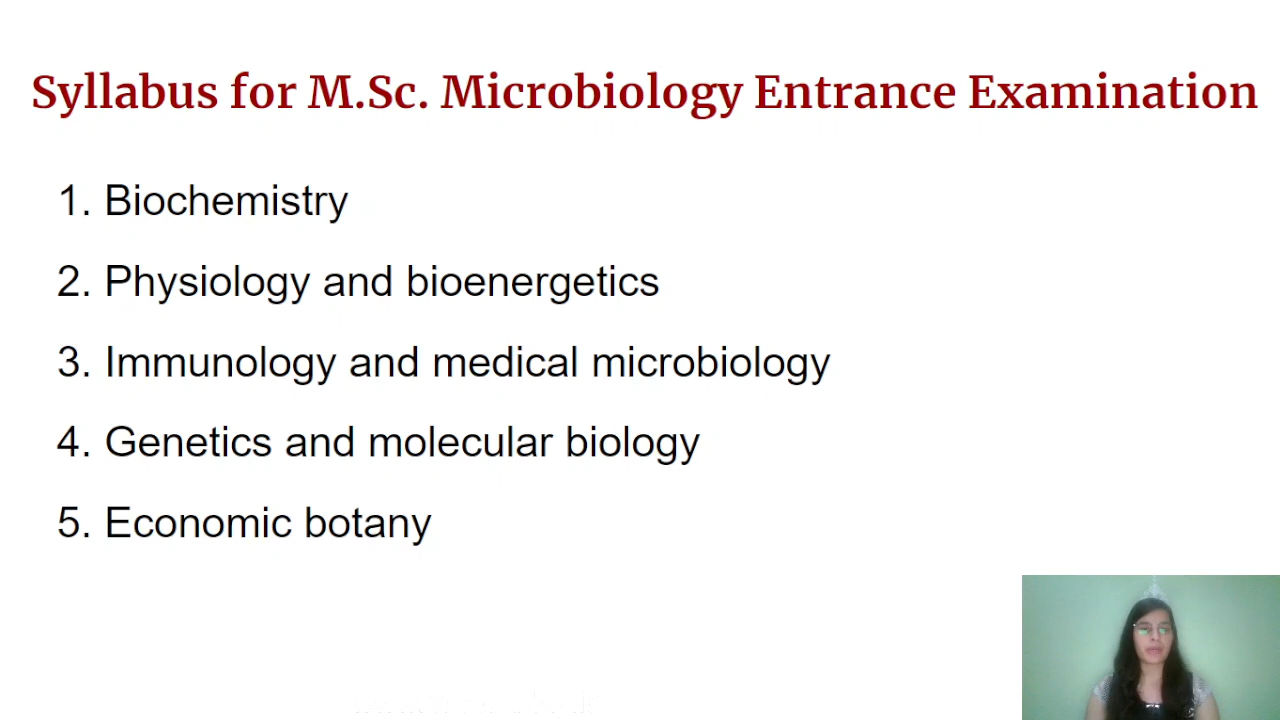 Syllabus for M.Sc. Microbiology Entrance Examination
1. Biochemistry
2. Physiology and bioenergetics
3. Immunology and medical microbiology
4. Genetics and molecular biology
5. Economic botany